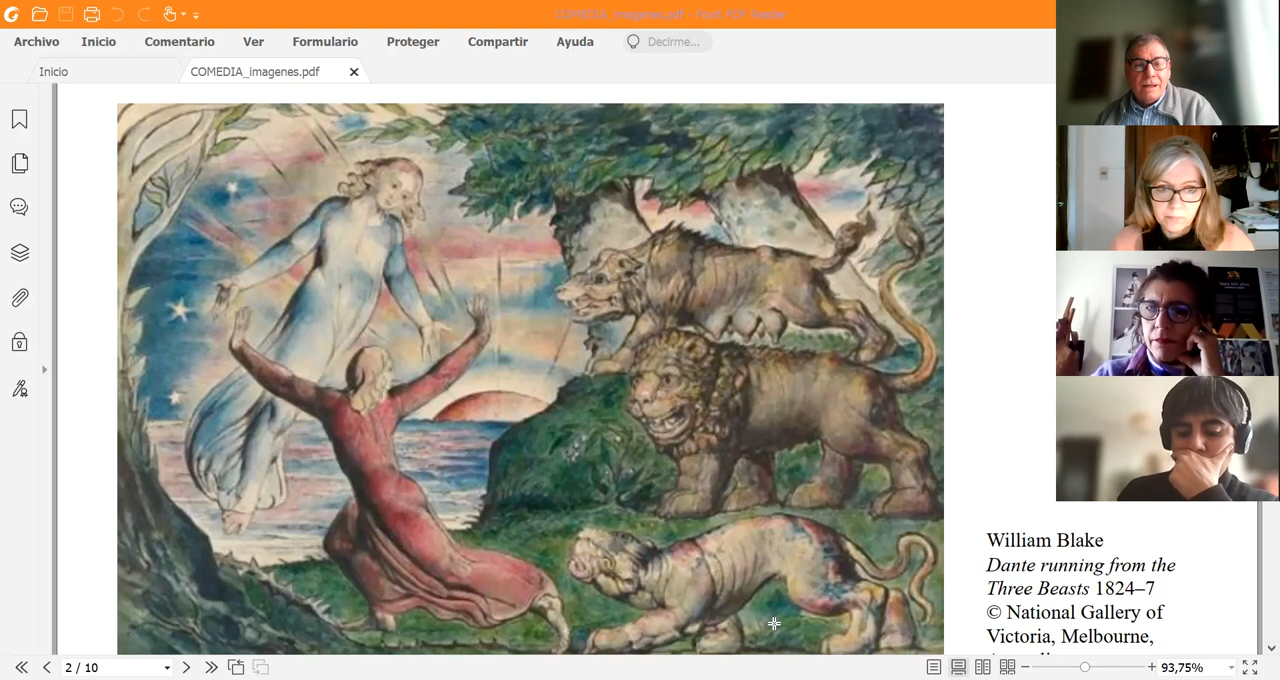 COMEDIA_imagenes.pdf - Foxit PDF Reader
Archivo Inicio Comentario Ver Formulario Proteger Compartir Ayuda Decirme...
Inicio COMEDIA_imagenes.pdf
William Blake
Dante running from the
Three Beasts 1824–7
© National Gallery of
Victoria, Melbourne,
2 / 10 93,75%